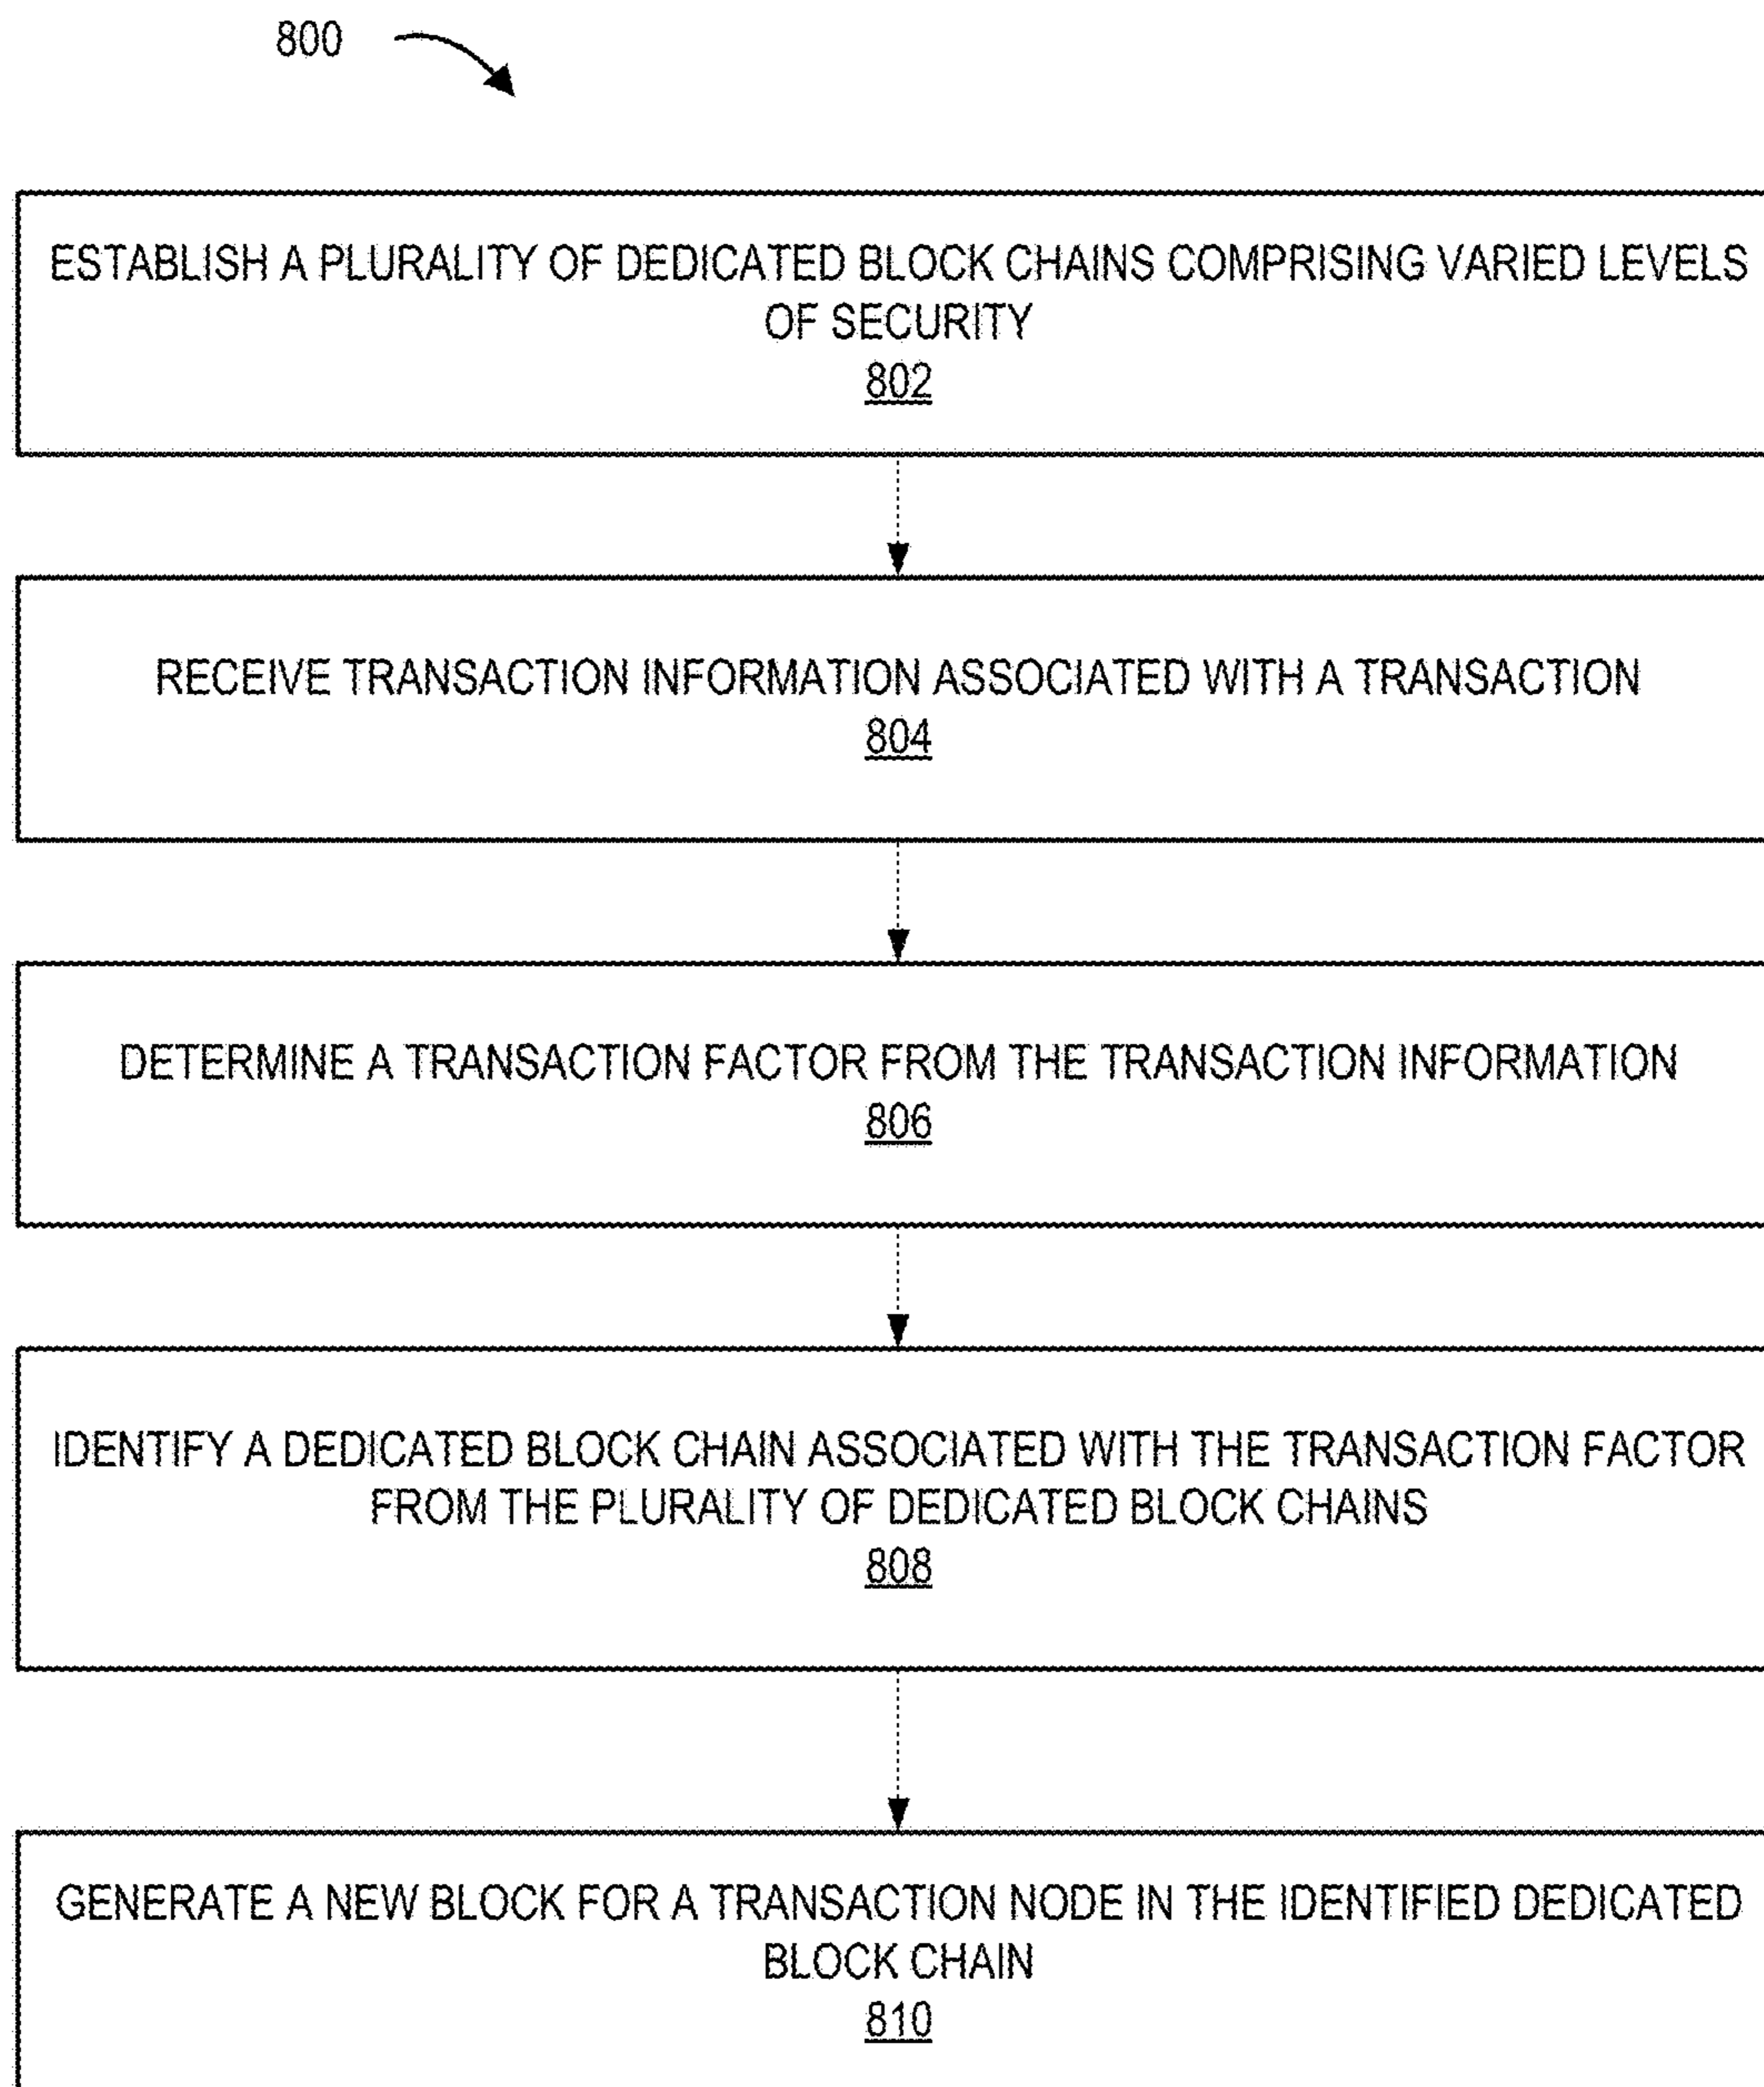 800
ESTABLISH A PLURALITY OF DEDICATED BLOCK CHAINS COMPRISING VARIED LEVELS
OF SECURITY
802
RECEIVE TRANSACTION INFORMATION ASSOCIATED WITH A TRANSACTION
804
DETERMINE A TRANSACTION FACTOR FROM THE TRANSACTION INFORMATION
806
IDENTIFY A DEDICATED BLOCK CHAIN ASSOCIATED WITH THE TRANSACTION FACTOR
FROM THE PLURALITY OF DEDICATED BLOCK CHAINS
808
GENERATE A NEW BLOCK FOR A TRANSACTION NODE IN THE IDENTIFIED DEDICATED
BLOCK CHAIN
810